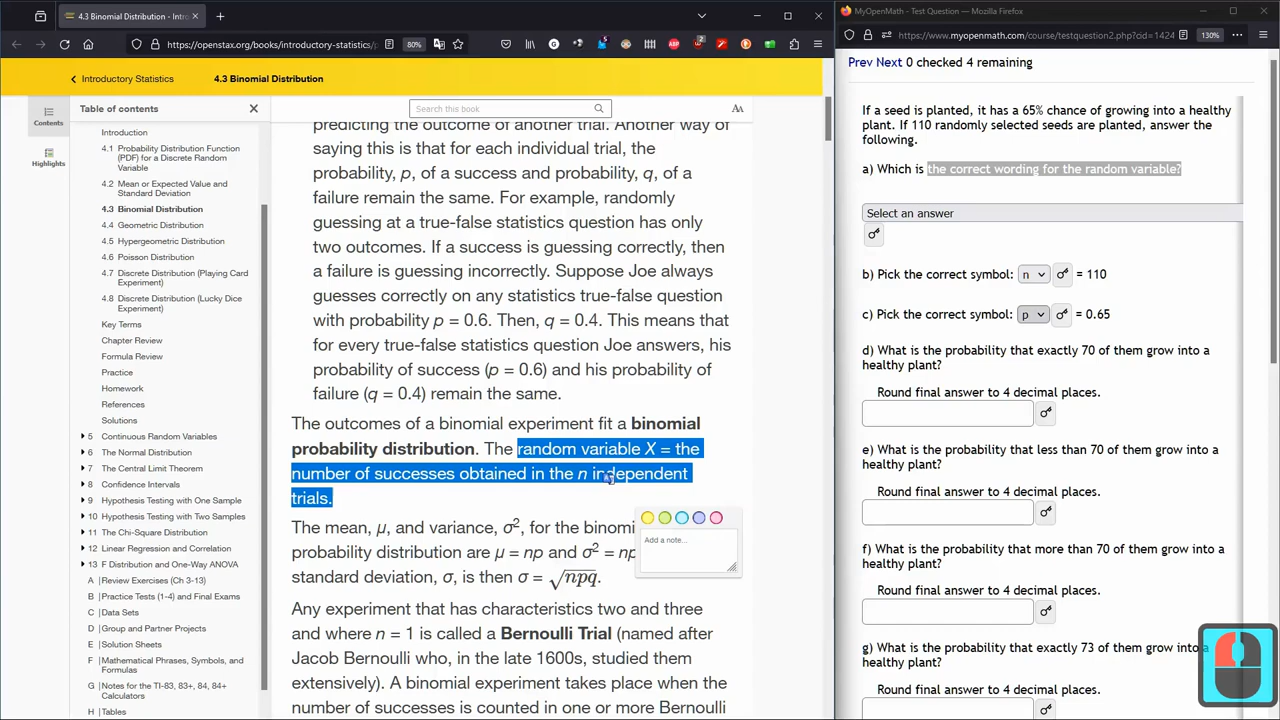 4.3 Binomial Distribution - Intro
https://openstax.org/books/introductory-statistics/
80%
Introductory Statistics
4.3 Binomial Distribution
Contents
Highlights
Table of contents
Introduction
4.1 Probability Distribution Function
(PDF) for a Discrete Random
Variable
4.2 Mean or Expected Value and
Standard Deviation
4.3 Binomial Distribution
4.4 Geometric Distribution
4.5 Hypergeometric Distribution
4.6 Poisson Distribution
4.7 Discrete Distribution (Playing Card
Experiment)
4.8 Discrete Distribution (Lucky Dice
Experiment)
Key Terms
Chapter Review
Formula Review
Practice
Homework
References
Solutions
5 Continuous Random Variables
6 The Normal Distribution
7 The Central Limit Theorem
8 Confidence Intervals
9 Hypothesis Testing with One Sample
10 Hypothesis Testing with Two Samples
11 The Chi-Square Distribution
12 Linear Regression and Correlation
13 F Distribution and One-Way ANOVA
A | Review Exercises (Ch 3-13)
B | Practice Tests (1-4) and Final Exams
C | Data Sets
D | Group and Partner Projects
E | Solution Sheets
F | Mathematical Phrases, Symbols, and
Formulas
G | Notes for the TI-83, 83+, 84, 84+
Calculators
H | Tables
Search this book
AA
predicting the outcome of another trial. Another way of
saying this is that for each individual trial, the
probability, p, of a success and probability, q, of a
failure remain the same. For example, randomly
guessing at a true-false statistics question has only
two outcomes. If a success is guessing correctly, then
a failure is guessing incorrectly. Suppose Joe always
guesses correctly on any statistics true-false question
with probability p = 0.6. Then, q = 0.4. This means that
for every true-false statistics question Joe answers, his
probability of success (p = 0.6) and his probability of
failure (q = 0.4) remain the same.
The outcomes of a binomial experiment fit a binomial
probability distribution. The random variable X = the
number of successes obtained in the n independent
trials.
The mean, μ, and variance, σ², for the binomi
probability distribution are μ = np and σ² = np
standard deviation, σ, is then σ = √npq.
Any experiment that has characteristics two and three
and where n = 1 is called a Bernoulli Trial (named after
Jacob Bernoulli who, in the late 1600s, studied them
extensively). A binomial experiment takes place when the
number of successes is counted in one or more Bernoulli
Add a note...
MyOpenMath - Test Question — Mozilla Firefox
https://www.myopenmath.com/course/testquestion2.php?cid=1424
130%
Prev Next 0 checked 4 remaining
If a seed is planted, it has a 65% chance of growing into a healthy
plant. If 110 randomly selected seeds are planted, answer the
following.
a) Which is the correct wording for the random variable?
Select an answer
b) Pick the correct symbol: n = 110
c) Pick the correct symbol: p = 0.65
d) What is the probability that exactly 70 of them grow into a
healthy plant?
Round final answer to 4 decimal places.
e) What is the probability that less than 70 of them grow into a
healthy plant?
Round final answer to 4 decimal places.
f) What is the probability that more than 70 of them grow into a
healthy plant?
Round final answer to 4 decimal places.
g) What is the probability that exactly 73 of them grow into a
healthy plant?
Round final answer to 4 decimal places.